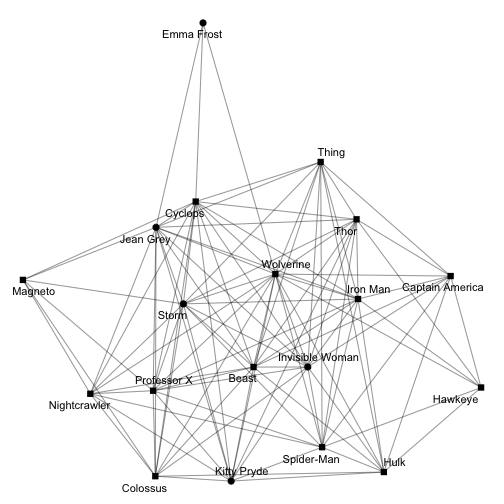 Emma Frost
Thing
Cyclops
Thor
Jean Grey
Wolverine
Magneto
Iron Man
Captain America
Storm
Invisible Woman
Beast
Professor X
Nightcrawler
Hawkeye
Spider-Man
Hulk
Kitty Pryde
Colossus